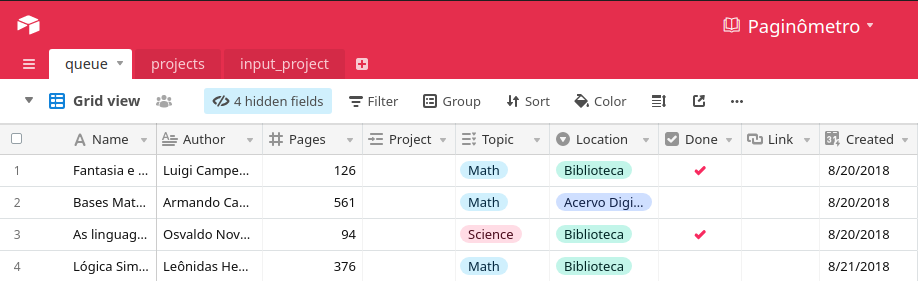 Paginômetro
queue projects input_project
Grid view 4 hidden fields Filter Group Sort Color
Name Author Pages Project Topic Location Done Link Created
1 Fantasia e ... Luigi Campe... 126 Math Biblioteca 8/20/2018
2 Bases Mat... Armando Ca... 561 Math Acervo Digi... 8/20/2018
3 As linguag... Osvaldo Nov... 94 Science Biblioteca 8/20/2018
4 Lógica Sim... Leônidas He... 376 Math Biblioteca 8/21/2018